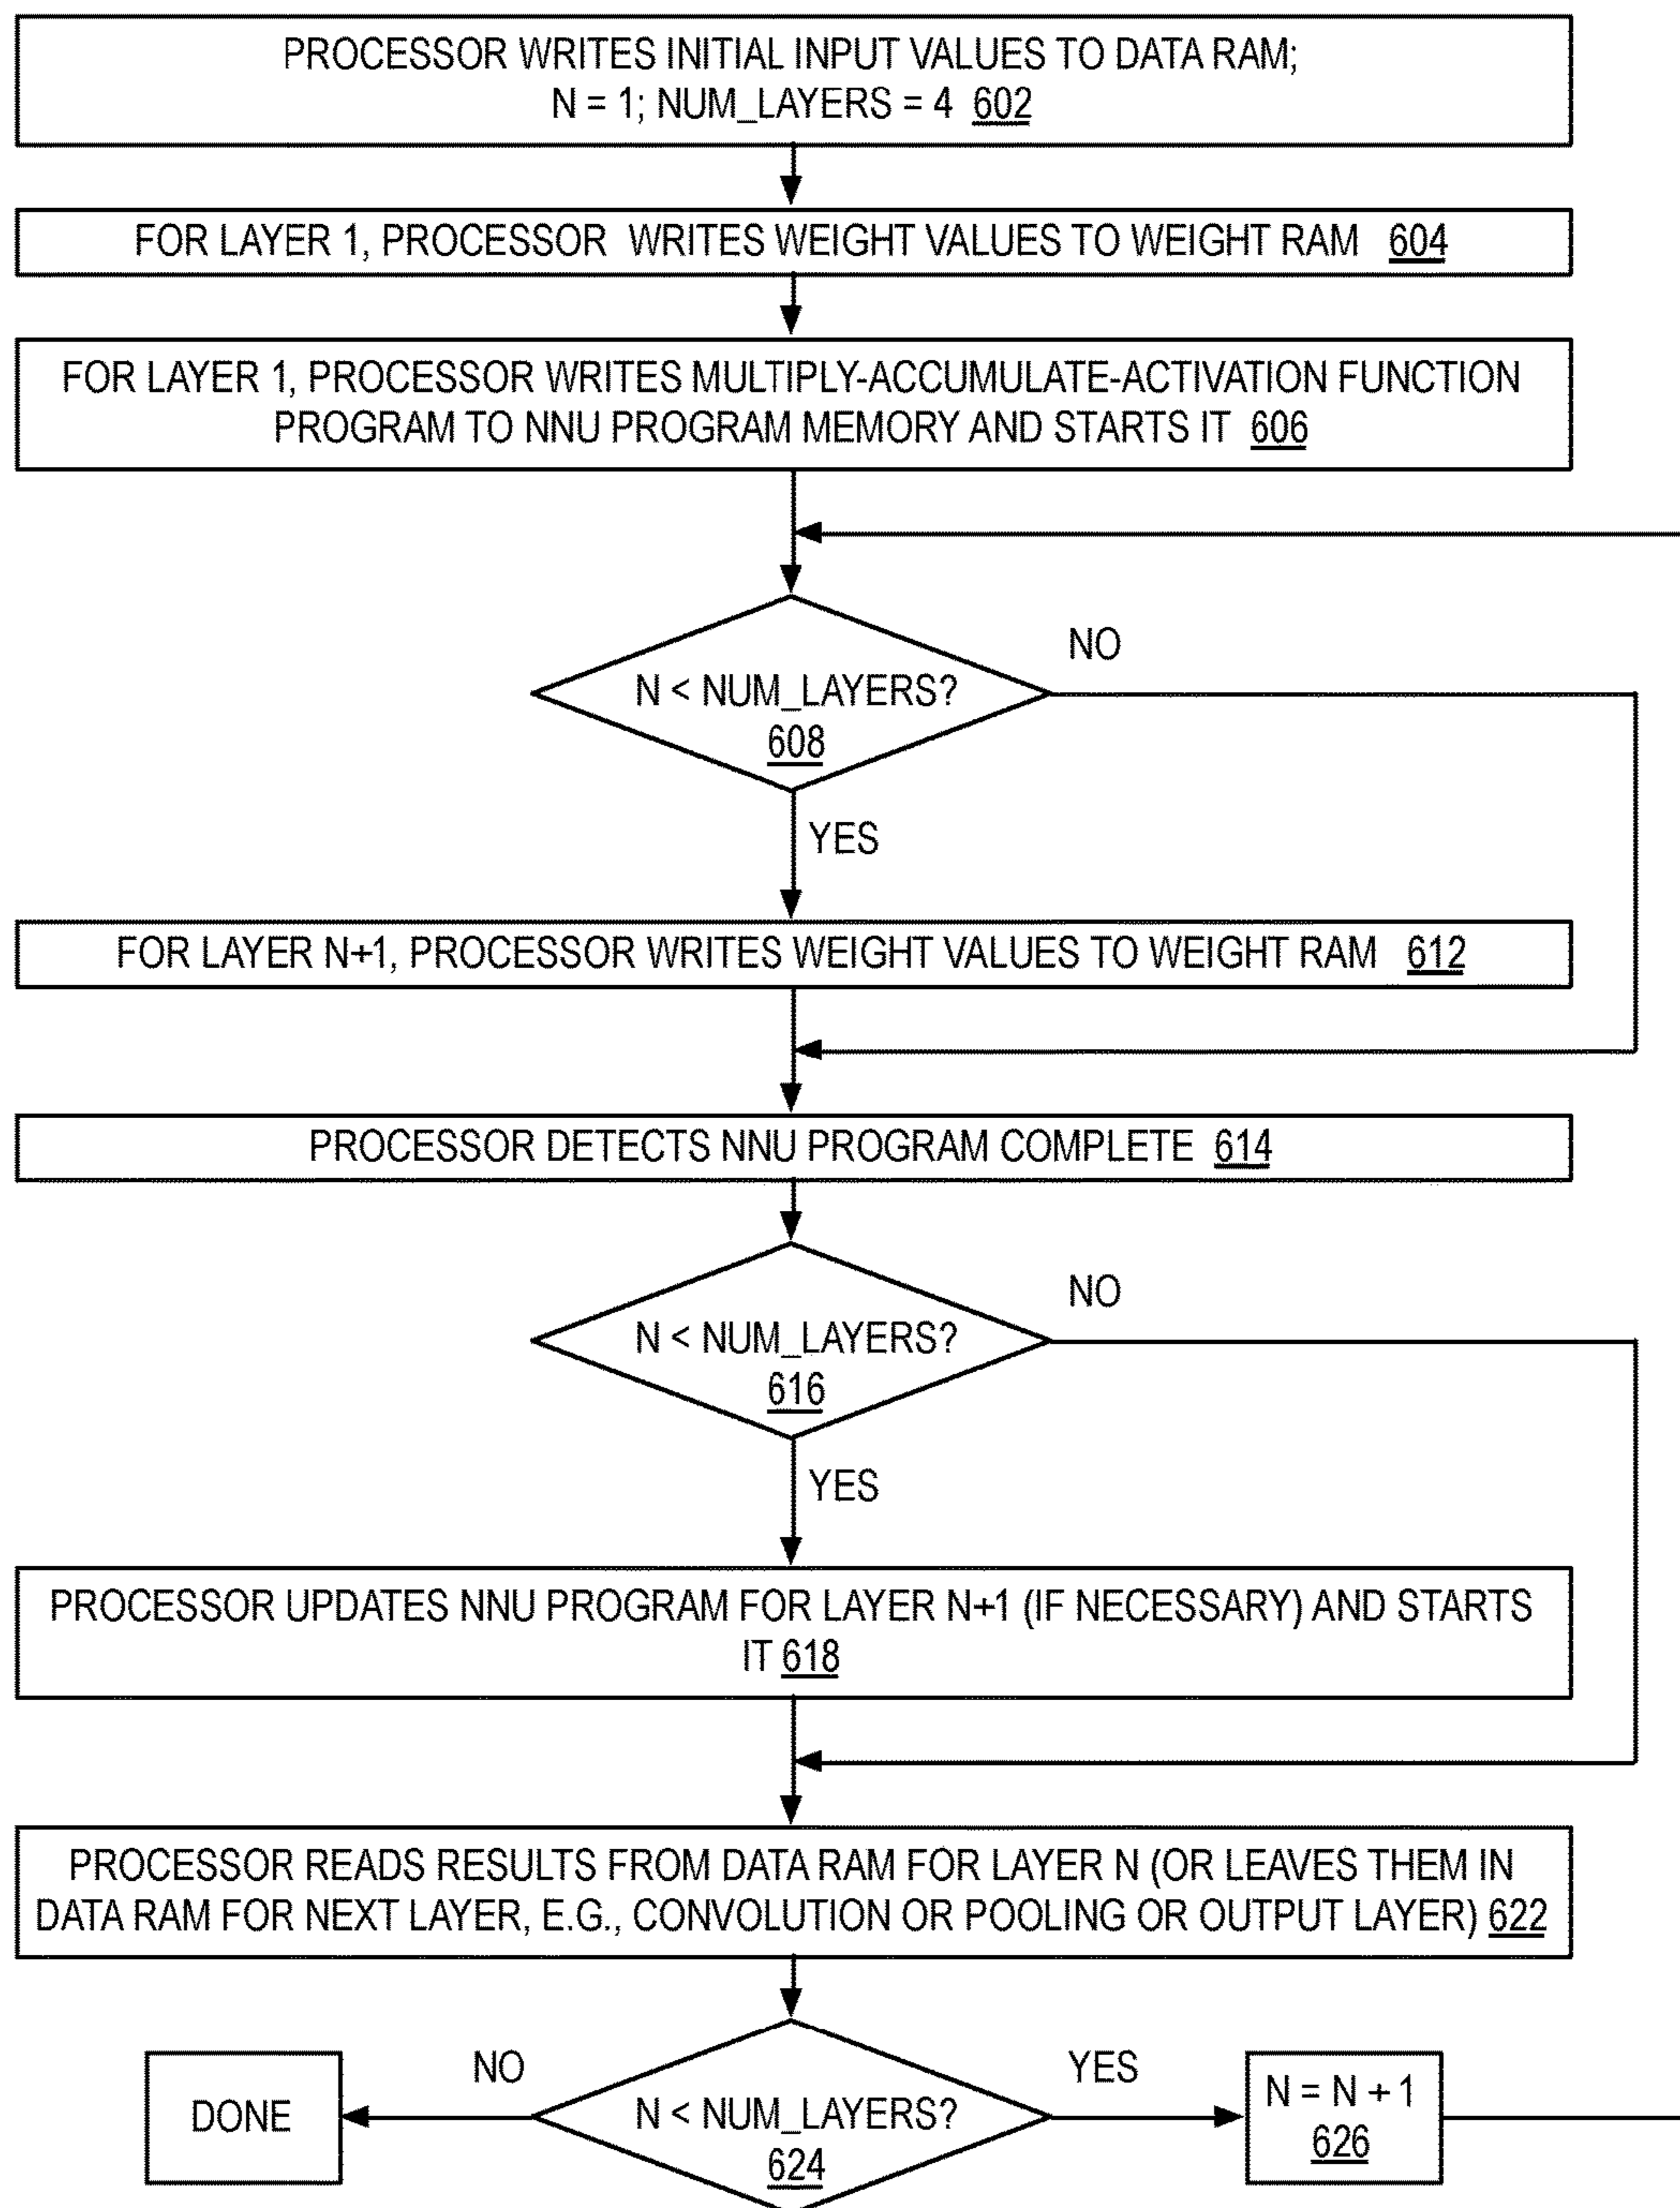 PROCESSOR WRITES INITIAL INPUT VALUES TO DATA RAM;
N = 1; NUM_LAYERS = 4 602
FOR LAYER 1, PROCESSOR WRITES WEIGHT VALUES TO WEIGHT RAM 604
FOR LAYER 1, PROCESSOR WRITES MULTIPLY-ACCUMULATE-ACTIVATION FUNCTION
PROGRAM TO NNU PROGRAM MEMORY AND STARTS IT 606
NO
N < NUM_LAYERS?
608
YES
FOR LAYER N+1, PROCESSOR WRITES WEIGHT VALUES TO WEIGHT RAM 612
PROCESSOR DETECTS NNU PROGRAM COMPLETE 614
NO
N < NUM_LAYERS?
616
YES
PROCESSOR UPDATES NNU PROGRAM FOR LAYER N+1 (IF NECESSARY) AND STARTS
IT 618
PROCESSOR READS RESULTS FROM DATA RAM FOR LAYER N (OR LEAVES THEM IN
DATA RAM FOR NEXT LAYER, E.G., CONVOLUTION OR POOLING OR OUTPUT LAYER) 622
NO
YES
DONE
N < NUM_LAYERS?
624
N = N + 1
626